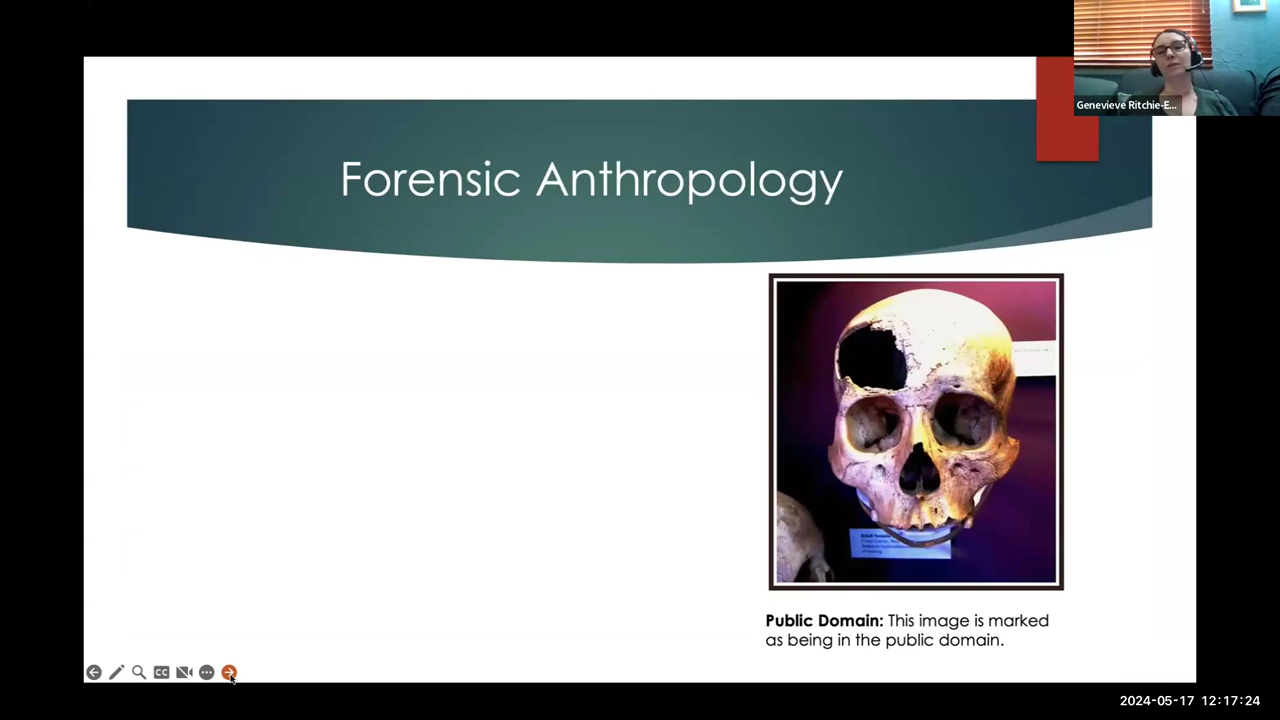 Genevieve Ritchie-E...
Forensic Anthropology
Public Domain: This image is marked
as being in the public domain.
CC
2024-05-17 12:17:24